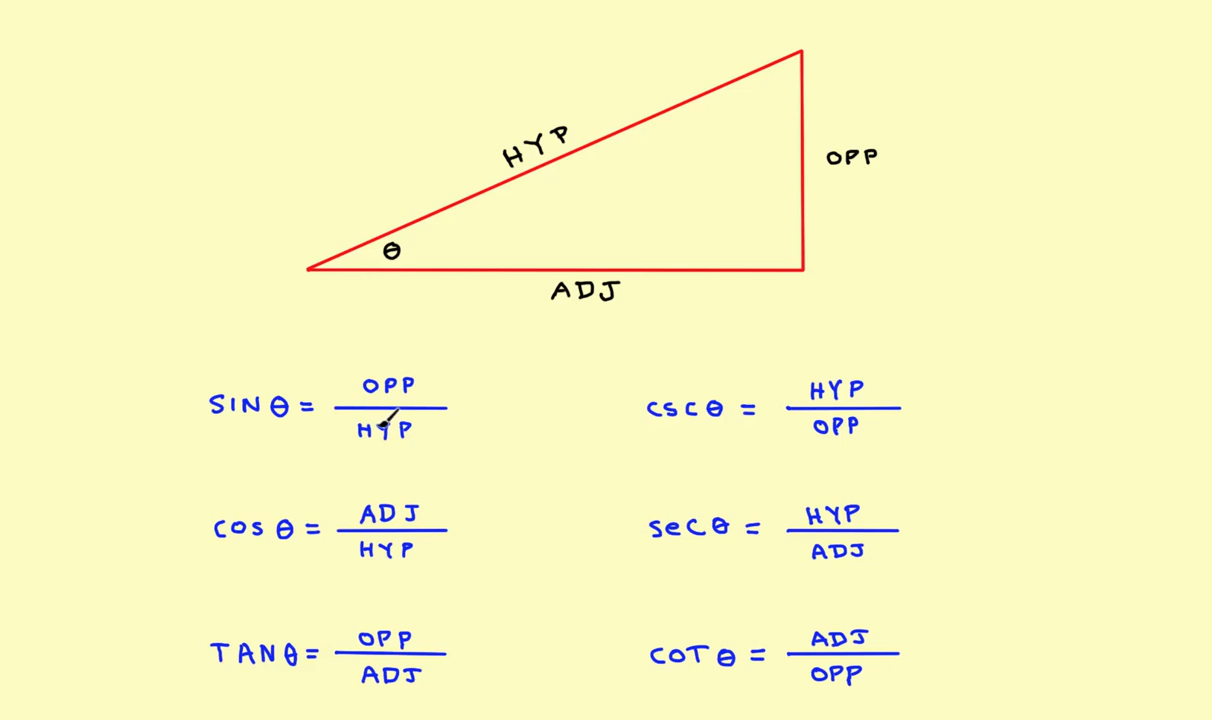 HYP
OPP
θ
ADJ
SIN θ = OPP / HYP
CSC θ = HYP / OPP
COS θ = ADJ / HYP
SeC θ = HYP / ADJ
TAN θ = OPP / ADJ
COT θ = ADJ / OPP